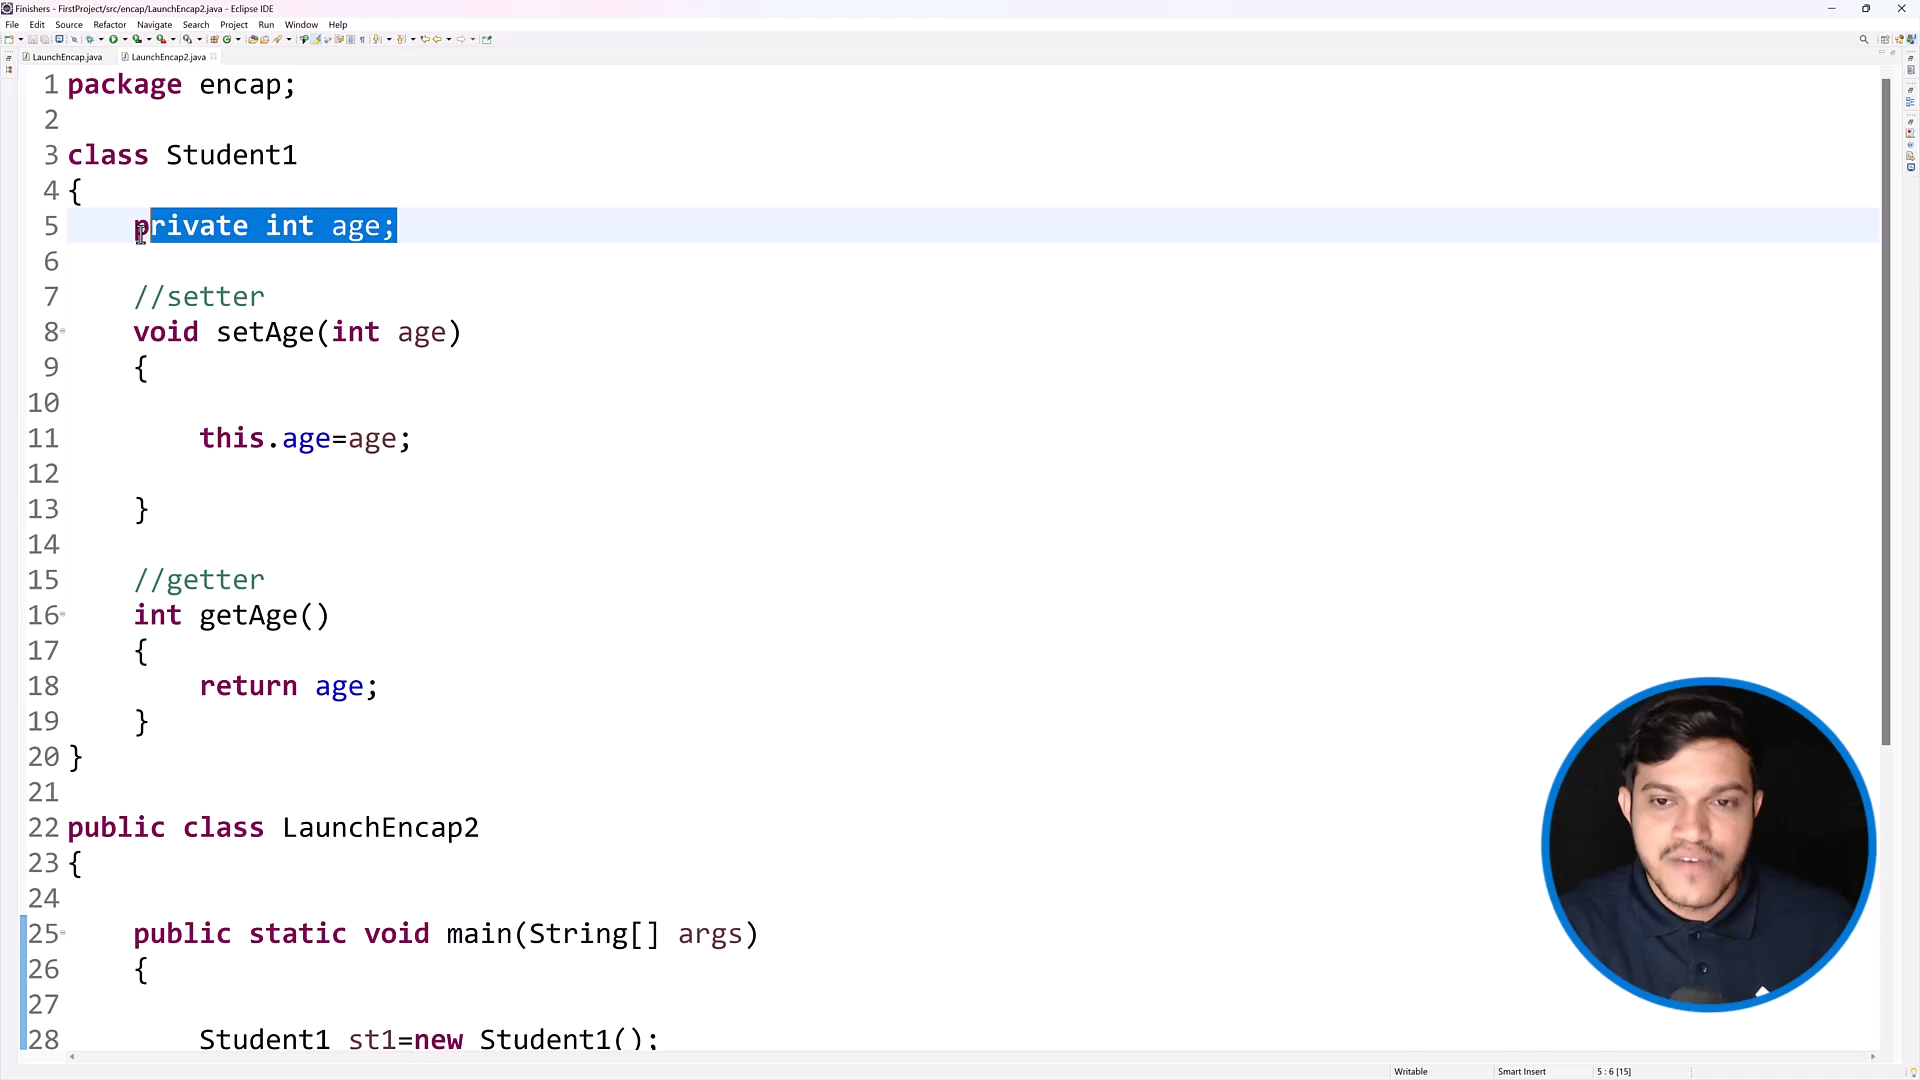 Finishers - FirstProject/src/encap/LaunchEncap2.java - Eclipse IDE
File Edit Source Refactor Navigate Search Project Run Window Help
LaunchEncap.java LaunchEncap2.java
1 package encap;
2
3 class Student1
4 {
5 private int age;
6
7 //setter
8 void setAge(int age)
9 {
10
11 this.age=age;
12
13 }
14
15 //getter
16 int getAge()
17 {
18 return age;
19 }
20 }
21
22 public class LaunchEncap2
23 {
24
25 public static void main(String[] args)
26 {
27
28 Student1 st1=new Student1();
Writable Smart Insert 5 : 6 [15]